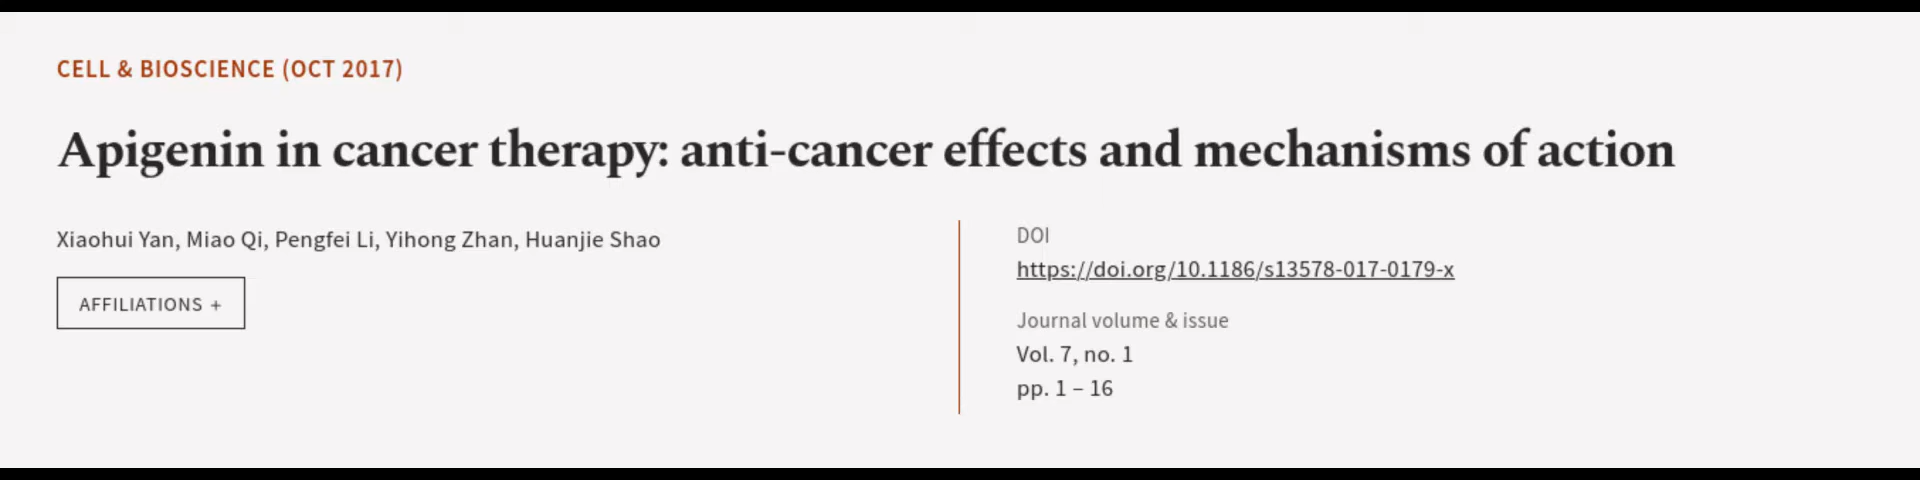 CELL & BIOSCIENCE (OCT 2017)
Apigenin in cancer therapy: anti-cancer effects and mechanisms of action
Xiaohui Yan, Miao Qi, Pengfei Li, Yihong Zhan, Huanjie Shao
AFFILIATIONS +
DOI
https://doi.org/10.1186/s13578-017-0179-x
Journal volume & issue
Vol. 7, no. 1
pp. 1 – 16